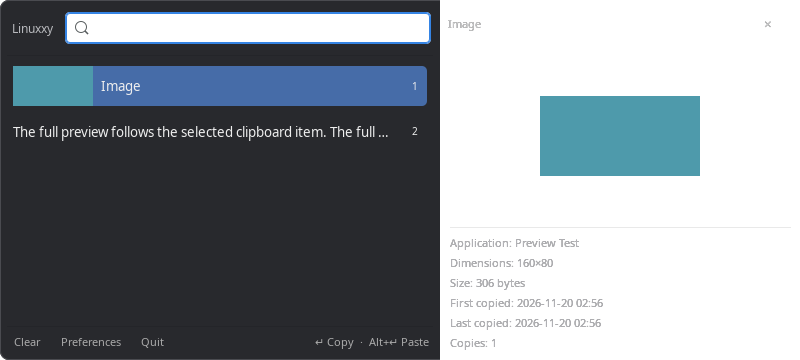 Linuxxy
Image 1
The full preview follows the selected clipboard item. The full ... 2
Clear Preferences Quit ↵ Copy · Alt+↵ Paste
Image ×
Application: Preview Test
Dimensions: 160×80
Size: 306 bytes
First copied: 2026-11-20 02:56
Last copied: 2026-11-20 02:56
Copies: 1